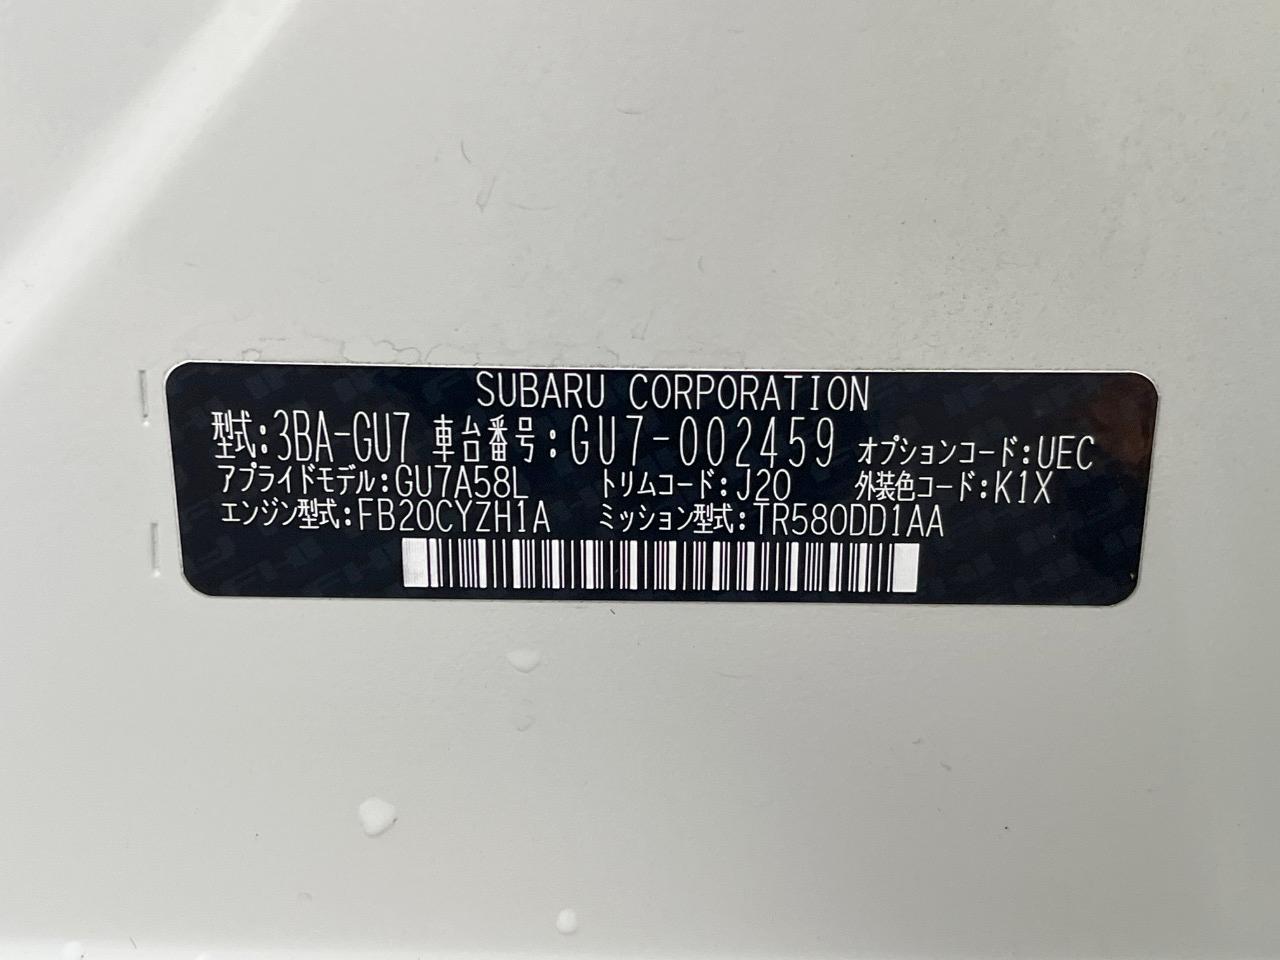 SUBARU CORPORATION
型式:3BA-GU7 車台番号:GU7-002459 オプションコード:UEC
アプライドモデル:GU7A58L トリムコード:J20 外装色コード:K1X
エンジン型式:FB20CYZH1A ミッション型式:TR580DD1AA